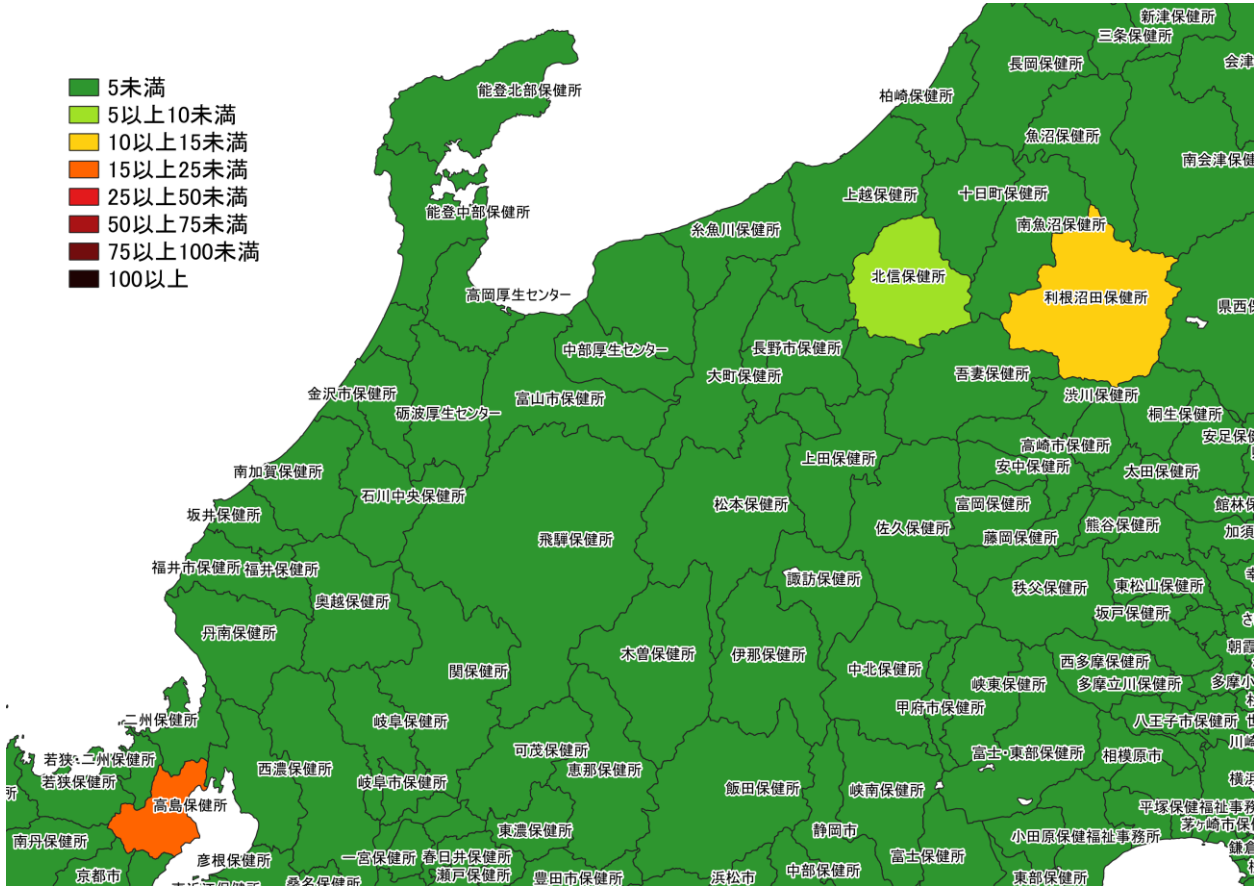 5未満
5以上10未満
10以上15未満
15以上25未満
25以上50未満
50以上75未満
75以上100未満
100以上
新津保健所
三条保健所
長岡保健所
会津
能登北部保健所
柏崎保健所
魚沼保健所
南会津保健
上越保健所
十日町保健所
能登中部保健所
南魚沼保健所
糸魚川保健所
北信保健所
高岡厚生センター
利根沼田保健所
県西保
中部厚生センター
長野市保健所
大町保健所
吾妻保健所
金沢市保健所
富山市保健所
渋川保健所
砺波厚生センター
桐生保健所
高崎市保健所
安足保健
上田保健所
安中保健所
太田保健所
南加賀保健所
石川中央保健所
松本保健所
富岡保健所
館林保
坂井保健所
佐久保健所
熊谷保健所
加須
飛騨保健所
藤岡保健所
福井市保健所
福井保健所
諏訪保健所
秩父保健所
東松山保健所
奥越保健所
坂戸保健所
さ
丹南保健所
木曽保健所
伊那保健所
朝霞
関保健所
中北保健所
峡東保健所
西多摩保健所
多摩立川保健所
多摩小
甲府市保健所
二州保健所
岐阜保健所
八王子市保健所
世
若狭・二州保健所
可茂保健所
富士・東部保健所
相模原市
川崎
若狭保健所
西濃保健所
岐阜市保健所
恵那保健所
横浜
所
高島保健所
飯田保健所
峡南保健所
平塚保健福祉事務
茅ヶ崎市保健
南丹保健所
東濃保健所
静岡市
小田原保健福祉事務所
鎌倉
彦根保健所
一宮保健所
春日井保健所
富士保健所
京都市
瀬戸保健所
豊田市保健所
浜松市
中部保健所
東部保健所
桑名保健所